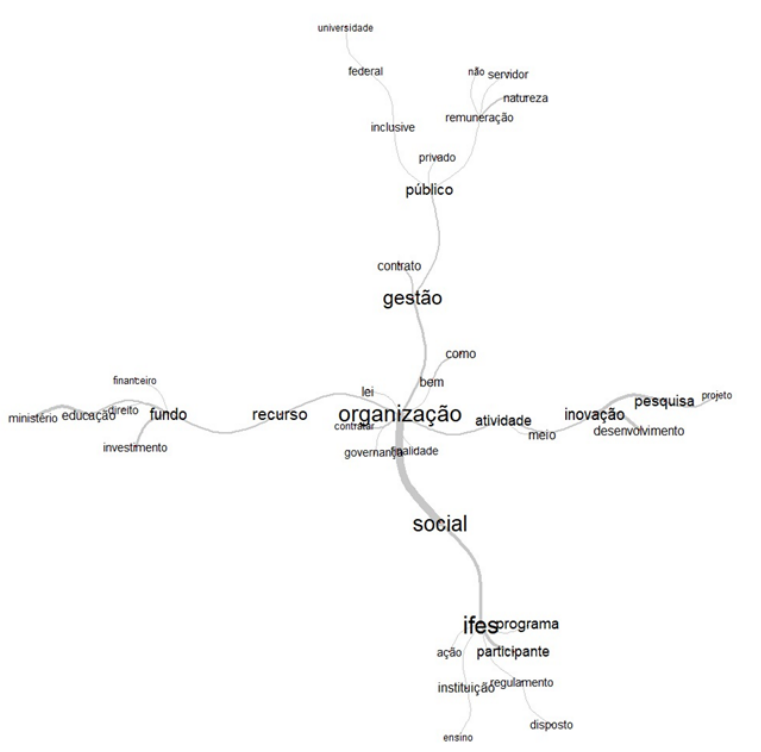 universidade
federal
não
servidor
natureza
remuneração
inclusive
privado
público
contrato
gestão
como
bem
lei
financeiro
ministério
educação
direito
fundo
recurso
organização
atividade
inovação
pesquisa
projeto
contratar
meio
desenvolvimento
investimento
governança
finalidade
social
ifes
programa
ação
participante
instituição
regulamento
disposto
ensino